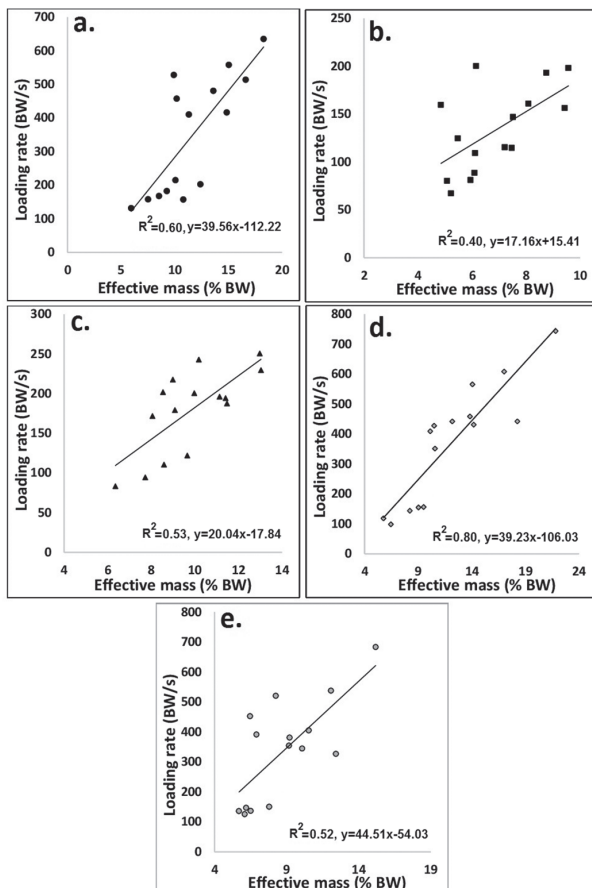 a.
Loading rate (BW/s)
700
600
500
400
300
200
100
0
R²=0.60, y=39.56x-112.22
0 5 10 15 20
Effective mass (% BW)
b.
Loading rate (BW/s)
250
200
150
100
50
0
R²=0.40, y=17.16x+15.41
2 4 6 8 10
Effective mass (% BW)
c.
Loading rate (BW/s)
300
250
200
150
100
50
0
R²=0.53, y=20.04x-17.84
4 6 8 10 12 14
Effective mass (% BW)
d.
Loading rate (BW/s)
800
700
600
500
400
300
200
100
0
R²=0.80, y=39.23x-106.03
4 9 14 19 24
Effective mass (% BW)
e.
Loading rate (BW/s)
800
700
600
500
400
300
200
100
0
R²=0.52, y=44.51x-54.03
4 9 14 19
Effective mass (% BW)